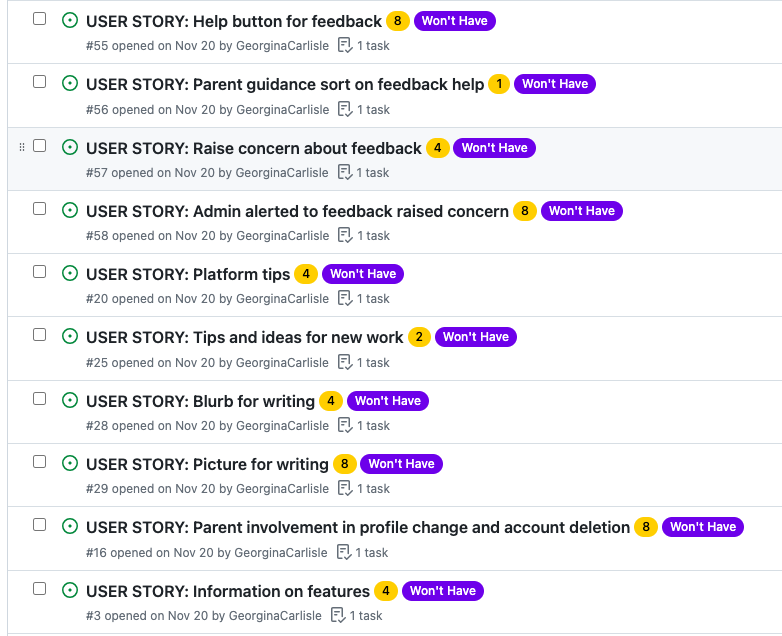 USER STORY: Help button for feedback 8 Won't Have
#55 opened on Nov 20 by GeorginaCarlisle 1 task
USER STORY: Parent guidance sort on feedback help 1 Won't Have
#56 opened on Nov 20 by GeorginaCarlisle 1 task
USER STORY: Raise concern about feedback 4 Won't Have
#57 opened on Nov 20 by GeorginaCarlisle 1 task
USER STORY: Admin alerted to feedback raised concern 8 Won't Have
#58 opened on Nov 20 by GeorginaCarlisle 1 task
USER STORY: Platform tips 4 Won't Have
#20 opened on Nov 20 by GeorginaCarlisle 1 task
USER STORY: Tips and ideas for new work 2 Won't Have
#25 opened on Nov 20 by GeorginaCarlisle 1 task
USER STORY: Blurb for writing 4 Won't Have
#28 opened on Nov 20 by GeorginaCarlisle 1 task
USER STORY: Picture for writing 8 Won't Have
#29 opened on Nov 20 by GeorginaCarlisle 1 task
USER STORY: Parent involvement in profile change and account deletion 8 Won't Have
#16 opened on Nov 20 by GeorginaCarlisle 1 task
USER STORY: Information on features 4 Won't Have
#3 opened on Nov 20 by GeorginaCarlisle 1 task